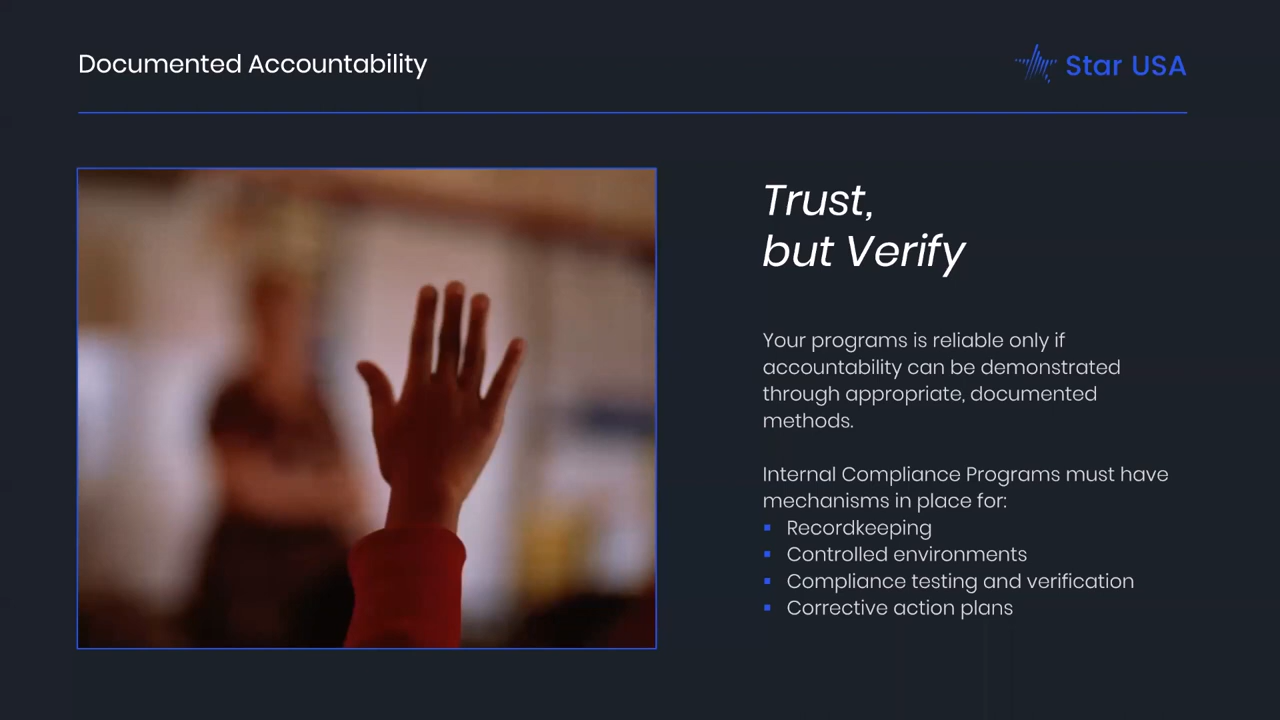 Documented Accountability
Star USA
Trust,
but Verify
Your programs is reliable only if
accountability can be demonstrated
through appropriate, documented
methods.
Internal Compliance Programs must have
mechanisms in place for:
▪ Recordkeeping
▪ Controlled environments
▪ Compliance testing and verification
▪ Corrective action plans